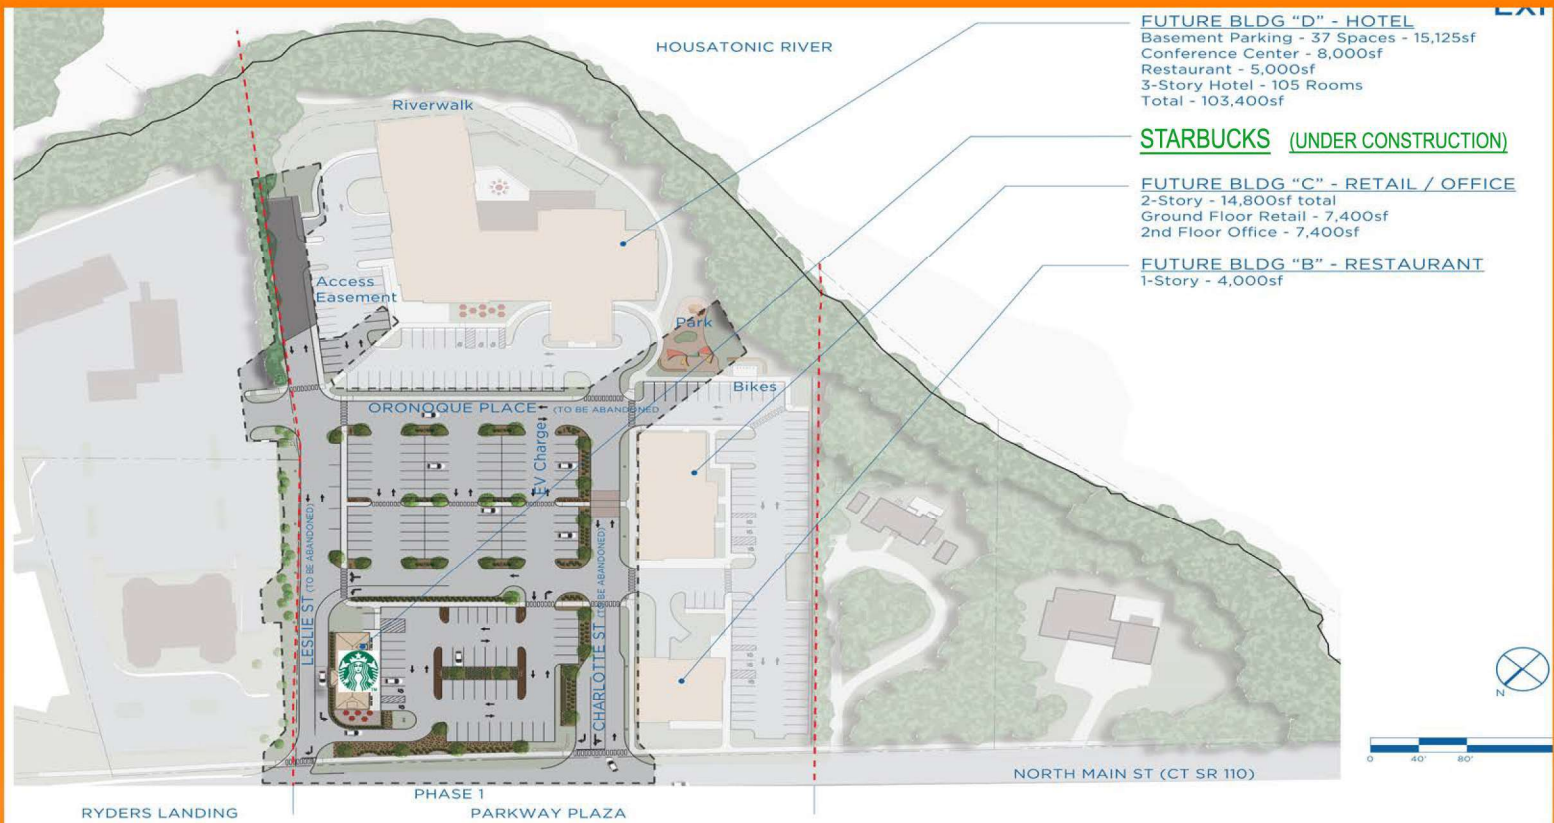 HOUSATONIC RIVER
FUTURE BLDG “D” - HOTEL
Basement Parking - 37 Spaces - 15,125sf
Conference Center - 8,000sf
Restaurant - 5,000sf
3-Story Hotel - 105 Rooms
Total - 103,400sf
STARBUCKS (UNDER CONSTRUCTION)
FUTURE BLDG “C” - RETAIL / OFFICE
2-Story - 14,800sf total
Ground Floor Retail - 7,400sf
2nd Floor Office - 7,400sf
FUTURE BLDG “B” - RESTAURANT
1-Story - 4,000sf
Riverwalk
Access
Easement
Park
Bikes
ORONOQUE PLACE (TO BE ABANDONED
EV Charge
LESLIE ST (TO BE ABANDONED)
CHARLOTTE ST (TO BE ABANDONED)
N
0 40' 80'
NORTH MAIN ST (CT SR 110)
PHASE 1
RYDERS LANDING
PARKWAY PLAZA